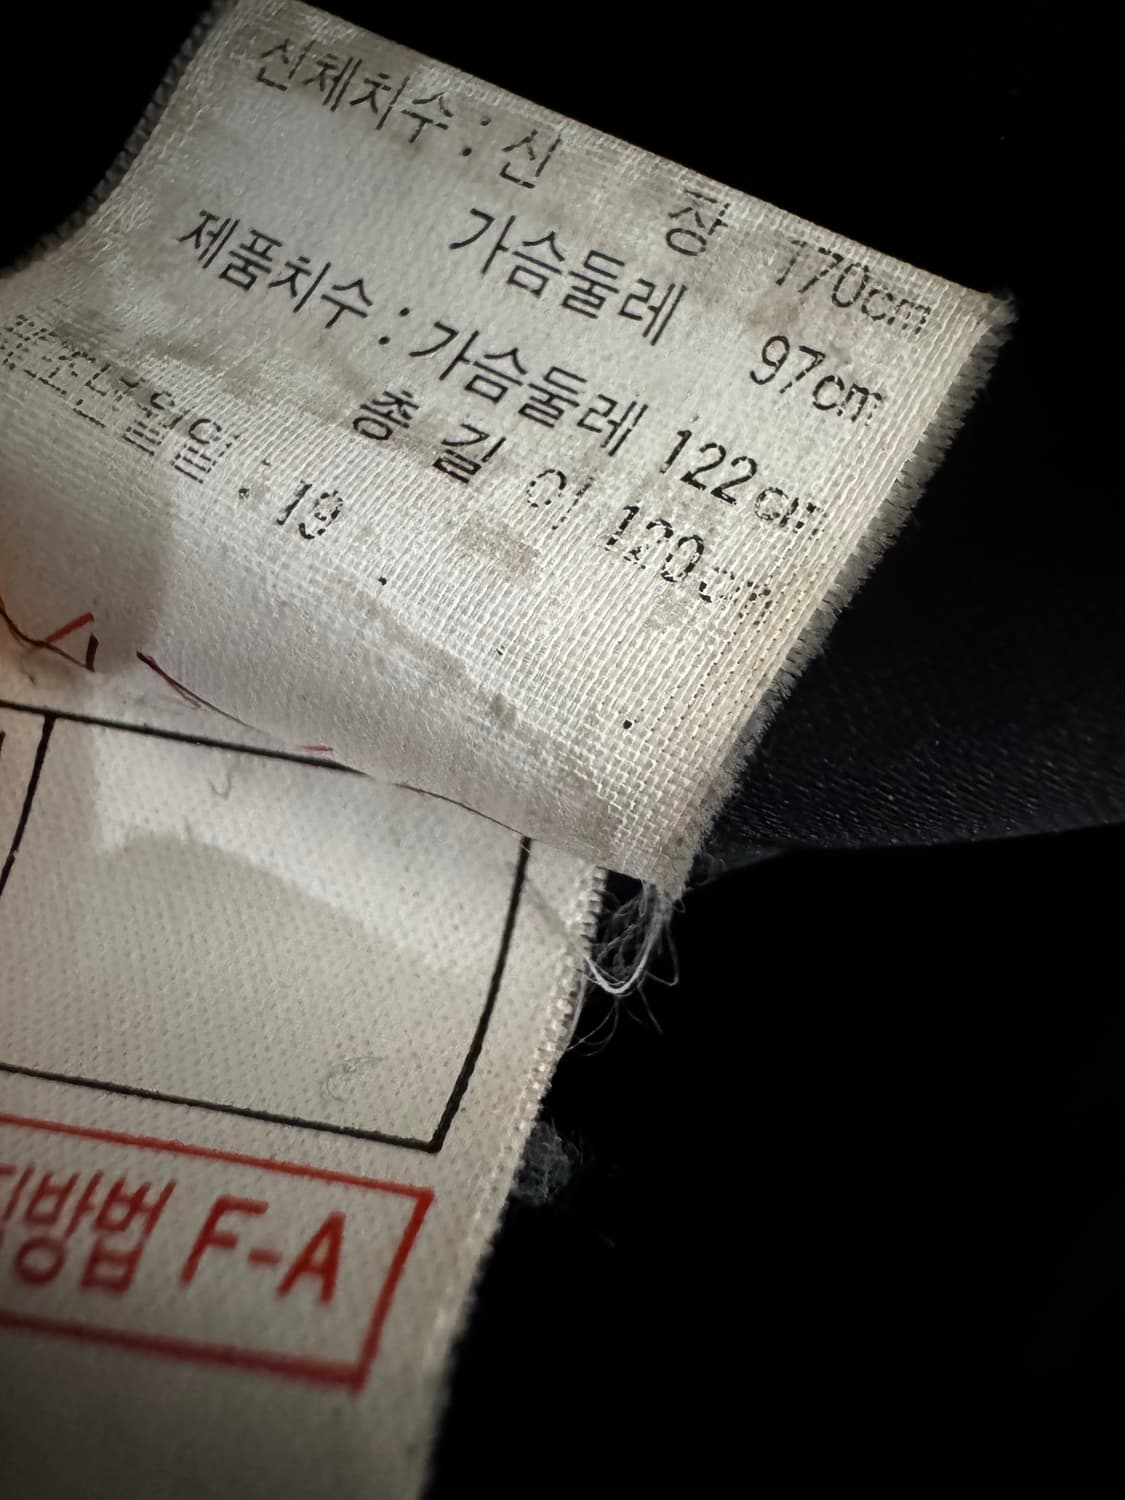 신체치수 : 신 장 170cm
가슴둘레 97cm
제품치수 : 가슴둘레 122cm
총 길 이 120cm
제조년월일 : 19 .
방법 F-A